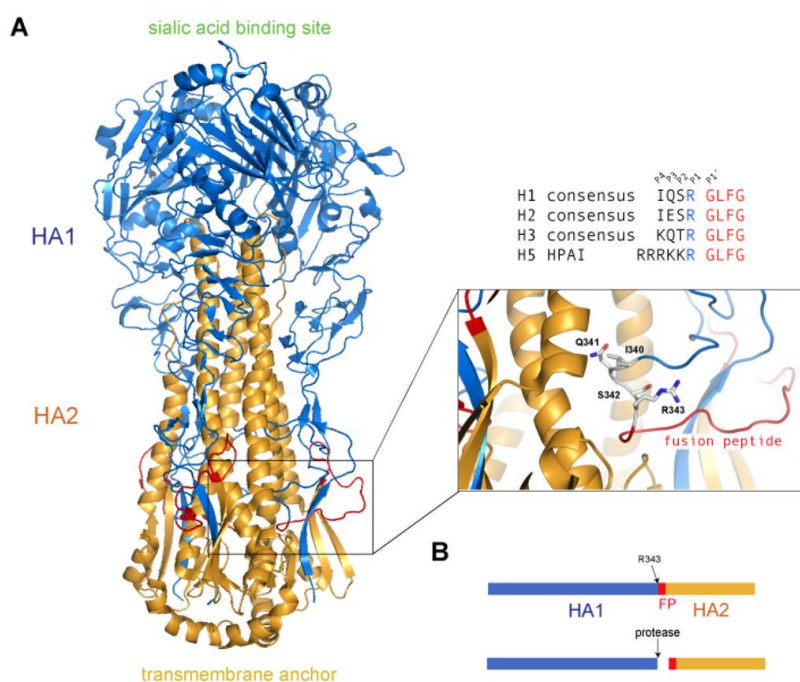 A
sialic acid binding site
HA1
HA2
transmembrane anchor
P4 P3 P2 P1 P1'
H1 consensus IQSR GLFG
H2 consensus IESR GLFG
H3 consensus KQTR GLFG
H5 HPAI RRRKKR GLFG
Q341
I340
S342
R343
fusion peptide
B
R343
HA1
FP
HA2
protease